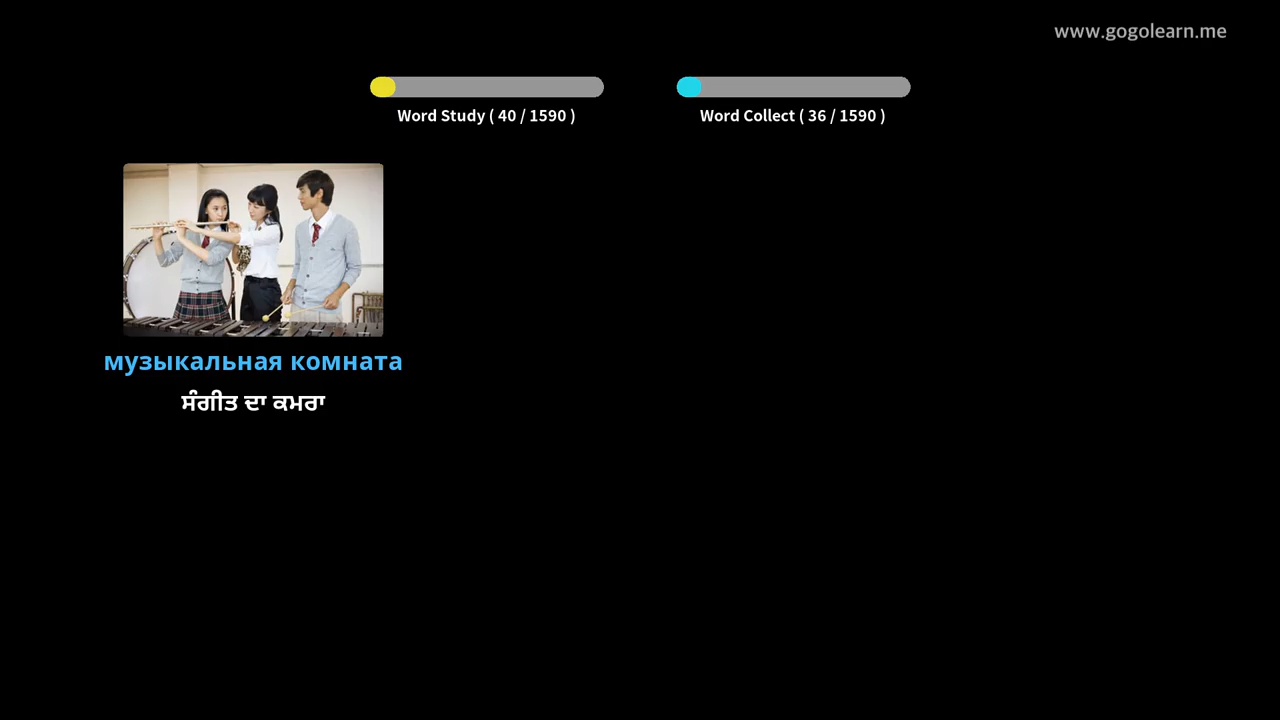 www.gogolearn.me
Word Study ( 40 / 1590 )
Word Collect ( 36 / 1590 )
музыкальная комната
ਸੰਗੀਤ ਦਾ ਕਮਰਾ